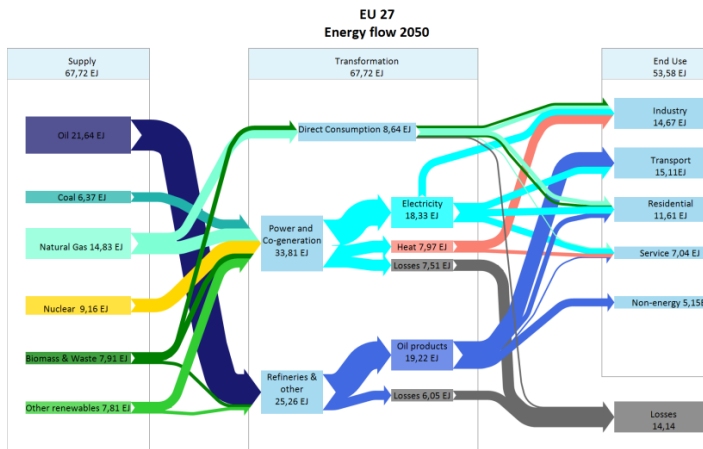 EU 27
Energy flow 2050
Supply
67,72 EJ
Transformation
67,72 EJ
End Use
53,58 EJ
Oil 21,64 EJ
Coal 6,37 EJ
Natural Gas 14,83 EJ
Nuclear 9,16 EJ
Biomass & Waste 7,91 EJ
Other renewables 7,81 EJ
Direct Consumption 8,64 EJ
Power and
Co-generation
33,81 EJ
Refineries &
other
25,26 EJ
Electricity
18,33 EJ
Heat 7,97 EJ
Losses 7,51 EJ
Oil products
19,22 EJ
Losses 6,05 EJ
Industry
14,67 EJ
Transport
15,11EJ
Residential
11,61 EJ
Service 7,04 EJ
Non-energy 5,15E
Losses
14,14